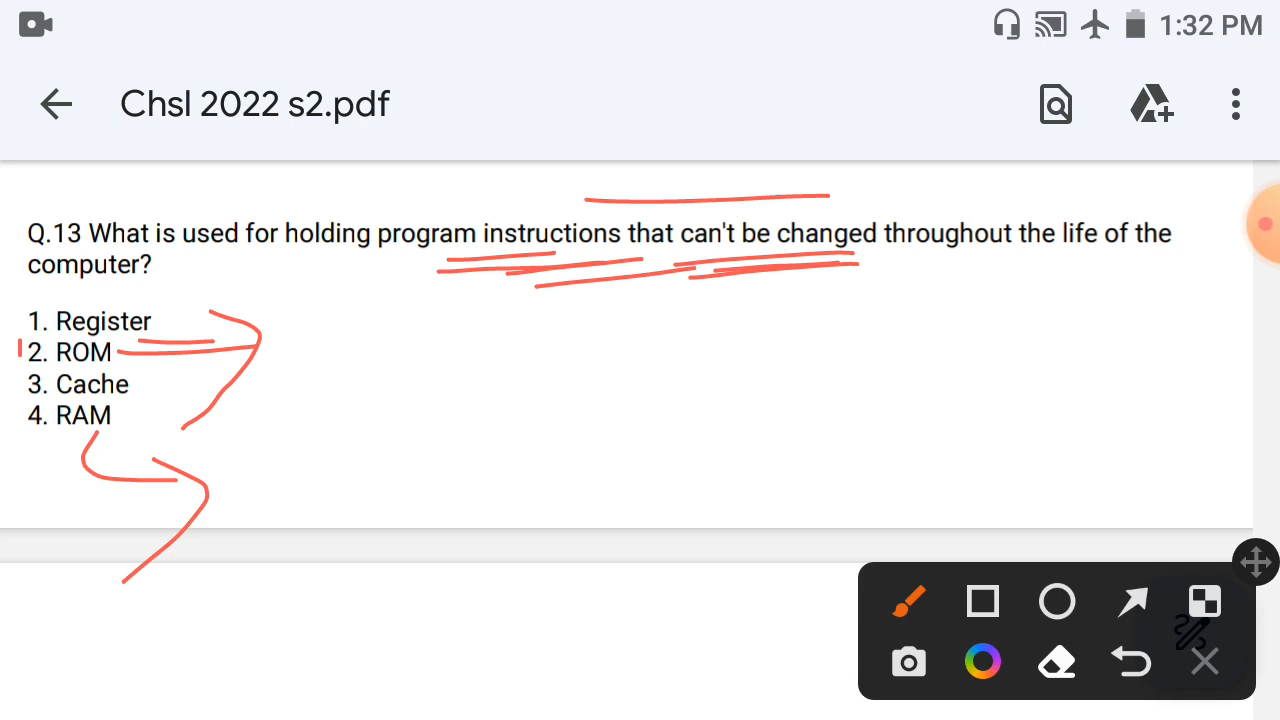 1:32 PM
Chsl 2022 s2.pdf
Q.13 What is used for holding program instructions that can't be changed throughout the life of the
computer?
1. Register
2. ROM
3. Cache
4. RAM